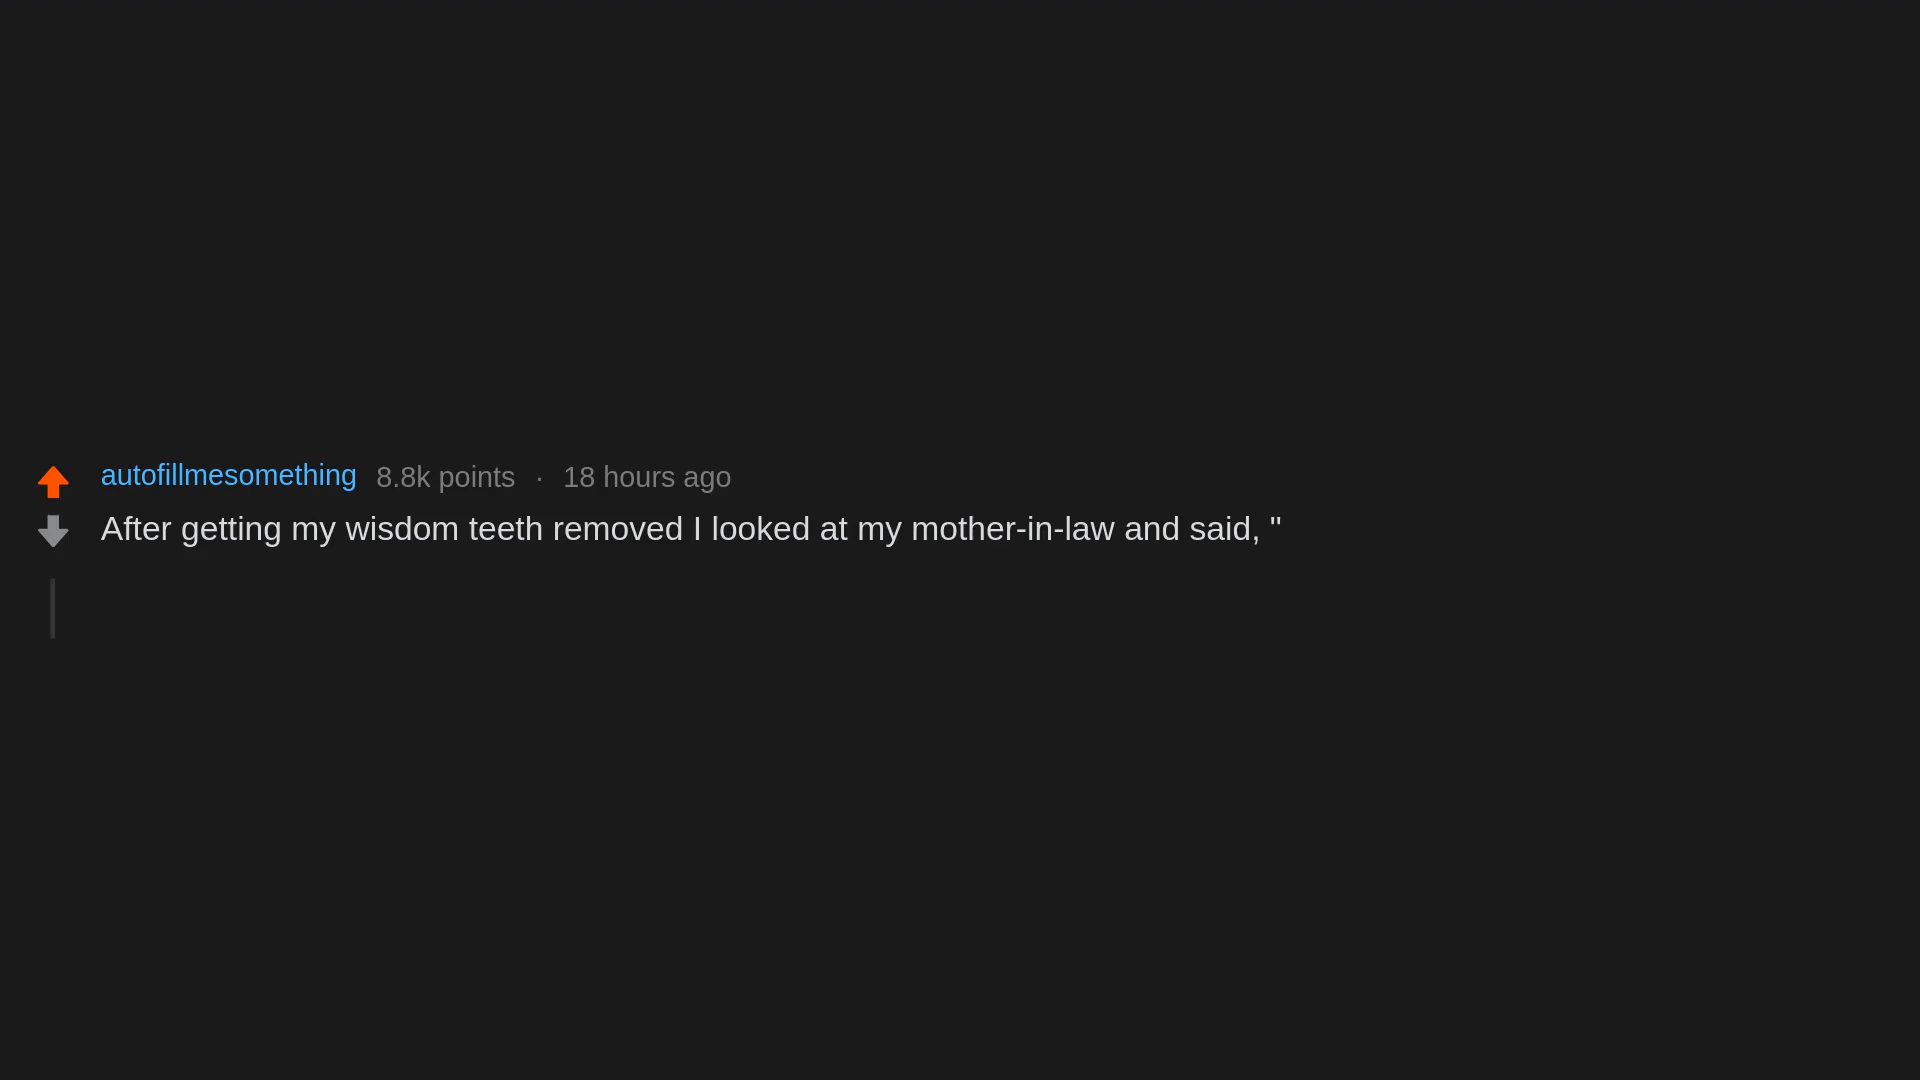 autofillmesomething 8.8k points · 18 hours ago
After getting my wisdom teeth removed I looked at my mother-in-law and said, "